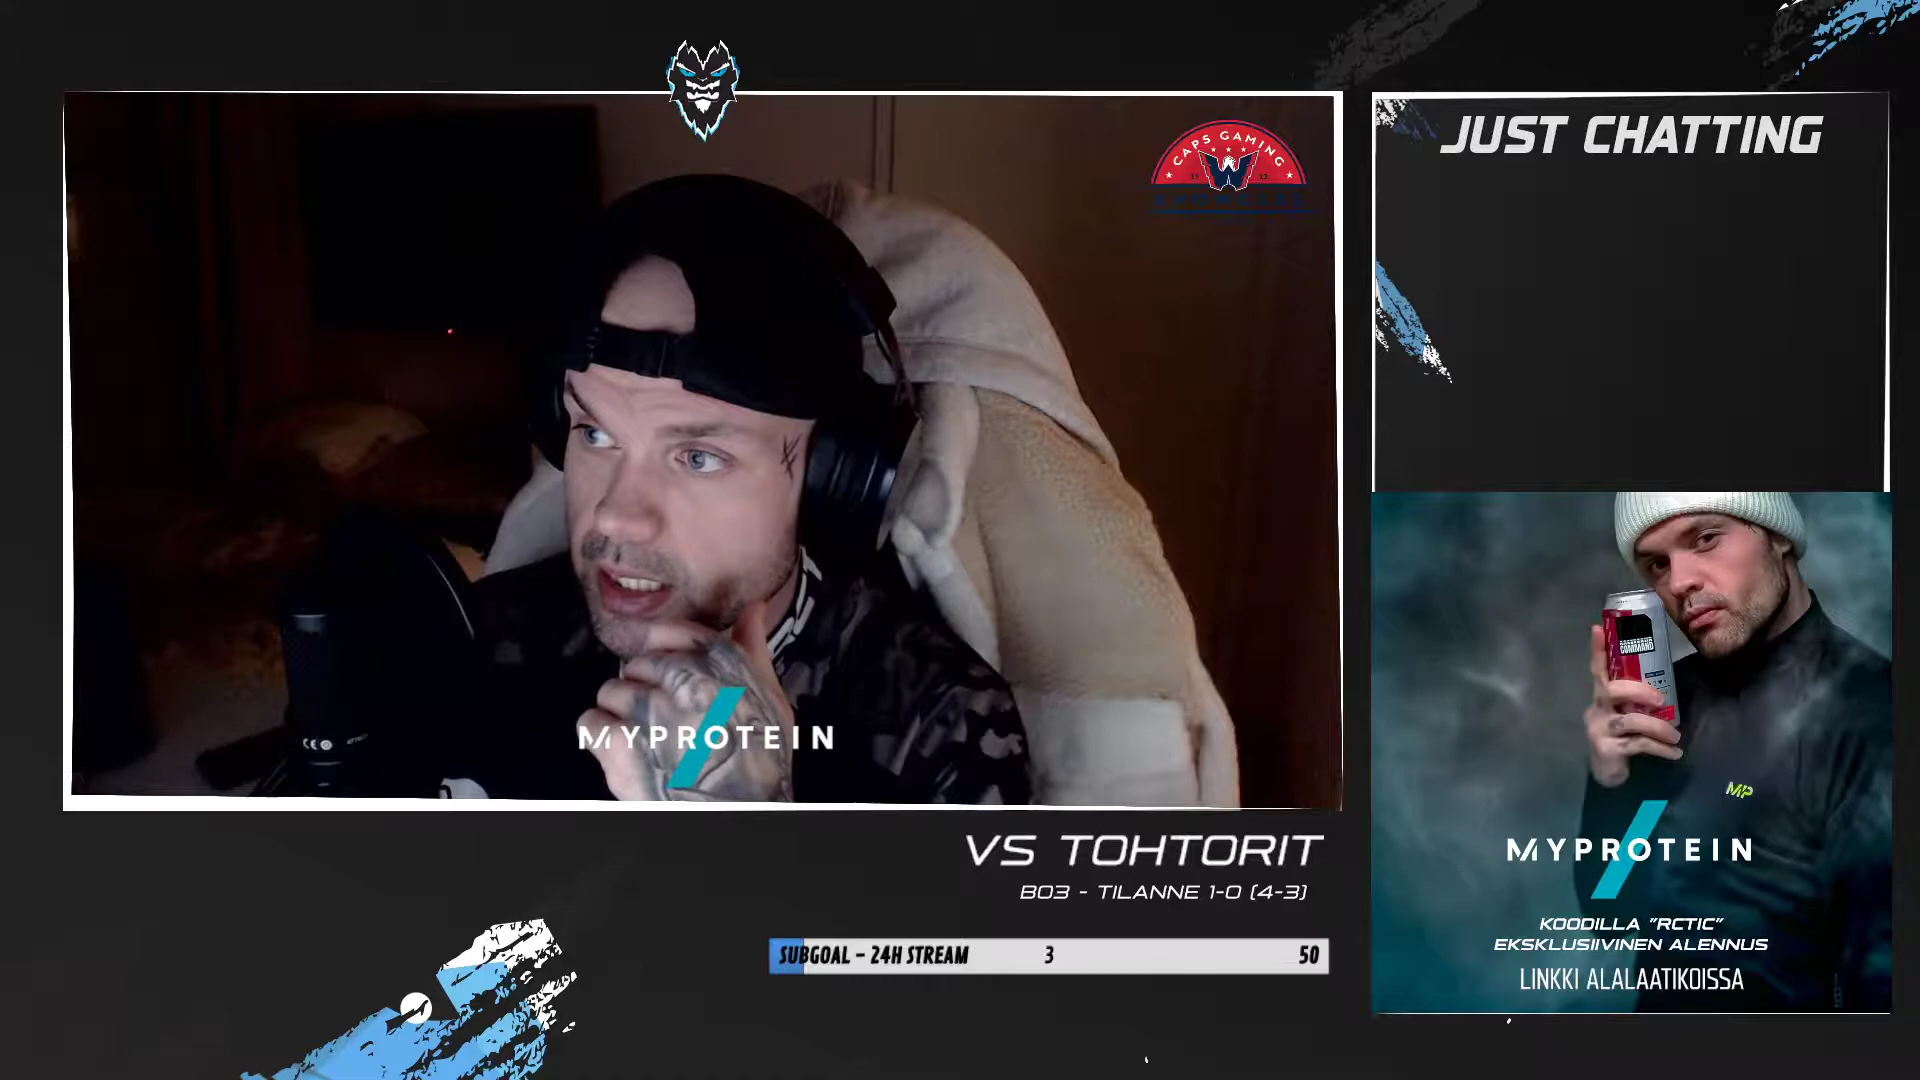 CAPS GAMING
JUST CHATTING
MYPROTEIN
COMMAND
MP
MYPROTEIN
KOODILLA "RCTIC"
EKSKLUSIIVINEN ALENNUS
LINKKI ALALAATIKOISSA
VS TOHTORIT
BO3 - TILANNE 1-0 (4-3)
SUBGOAL - 24H STREAM 3 50